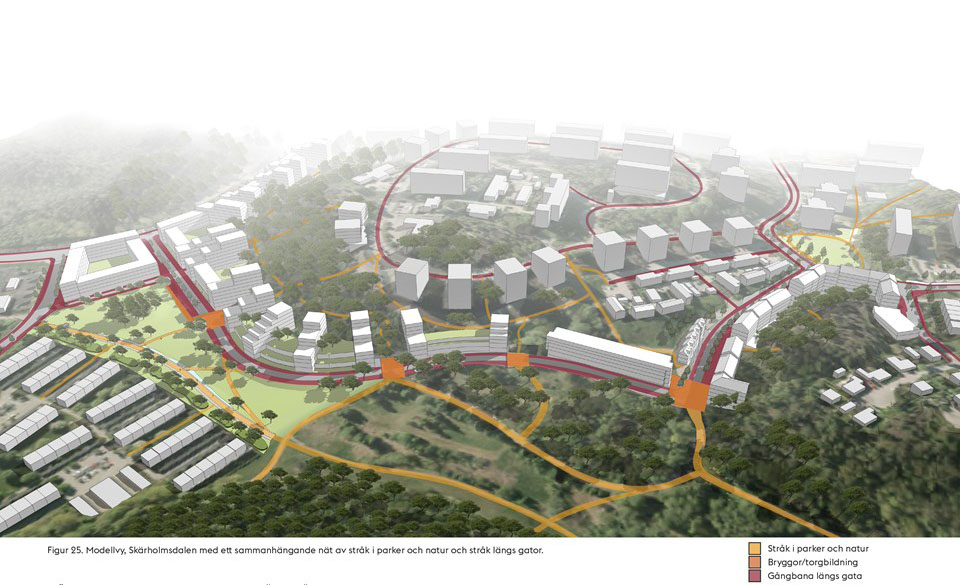 Figur 25. Modellvy, Skärholmsdalen med ett sammanhängande nät av stråk i parker och natur och stråk längs gator.
Stråk i parker och natur
Bryggor/torgbildning
Gångbana längs gata